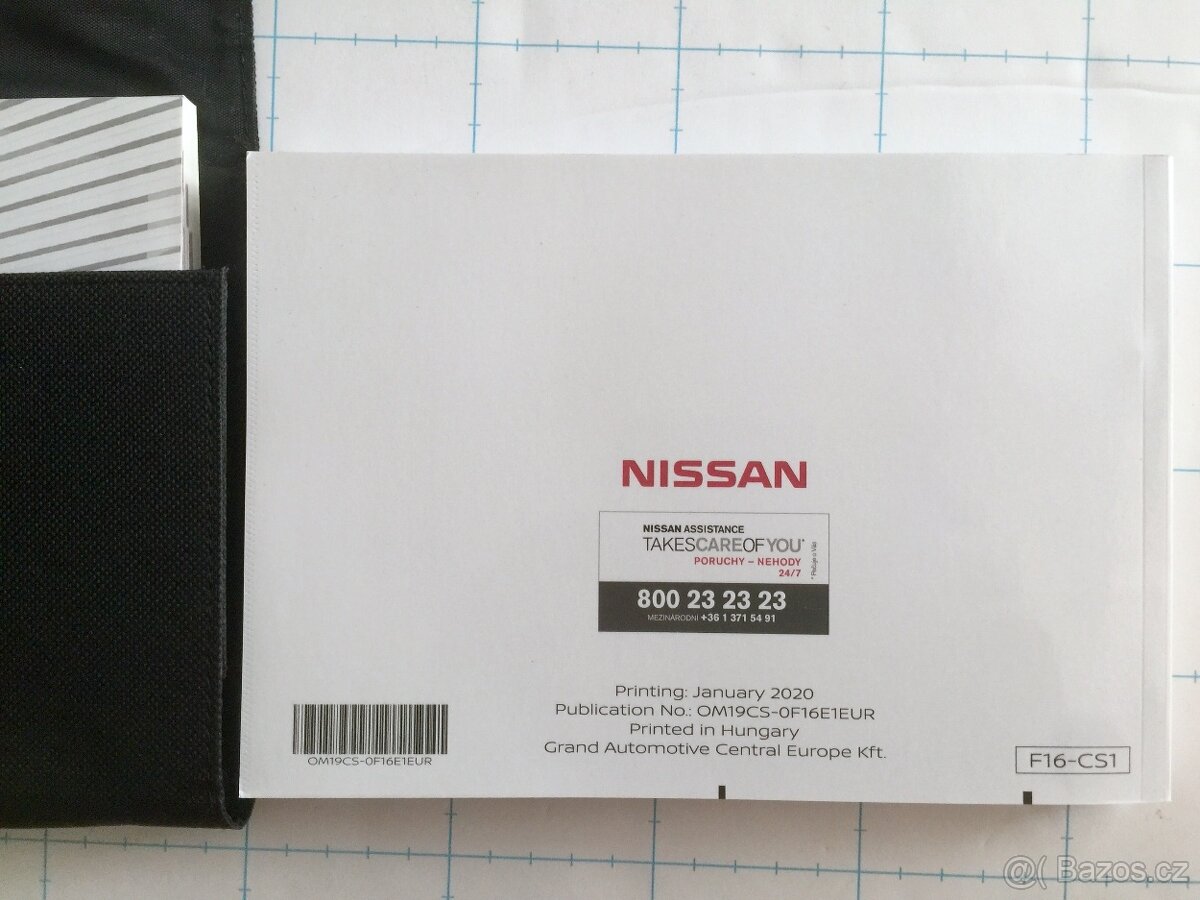 NISSAN
NISSAN ASSISTANCE
TAKESCAREOFYOU*
PORUCHY – NEHODY
24/7
* Pečuje o Vás
800 23 23 23
MEZINÁRODNÍ +36 1 371 54 91
Printing: January 2020
Publication No.: OM19CS-0F16E1EUR
Printed in Hungary
Grand Automotive Central Europe Kft.
OM19CS-0F16E1EUR
F16-CS1
@( Bazos.cz